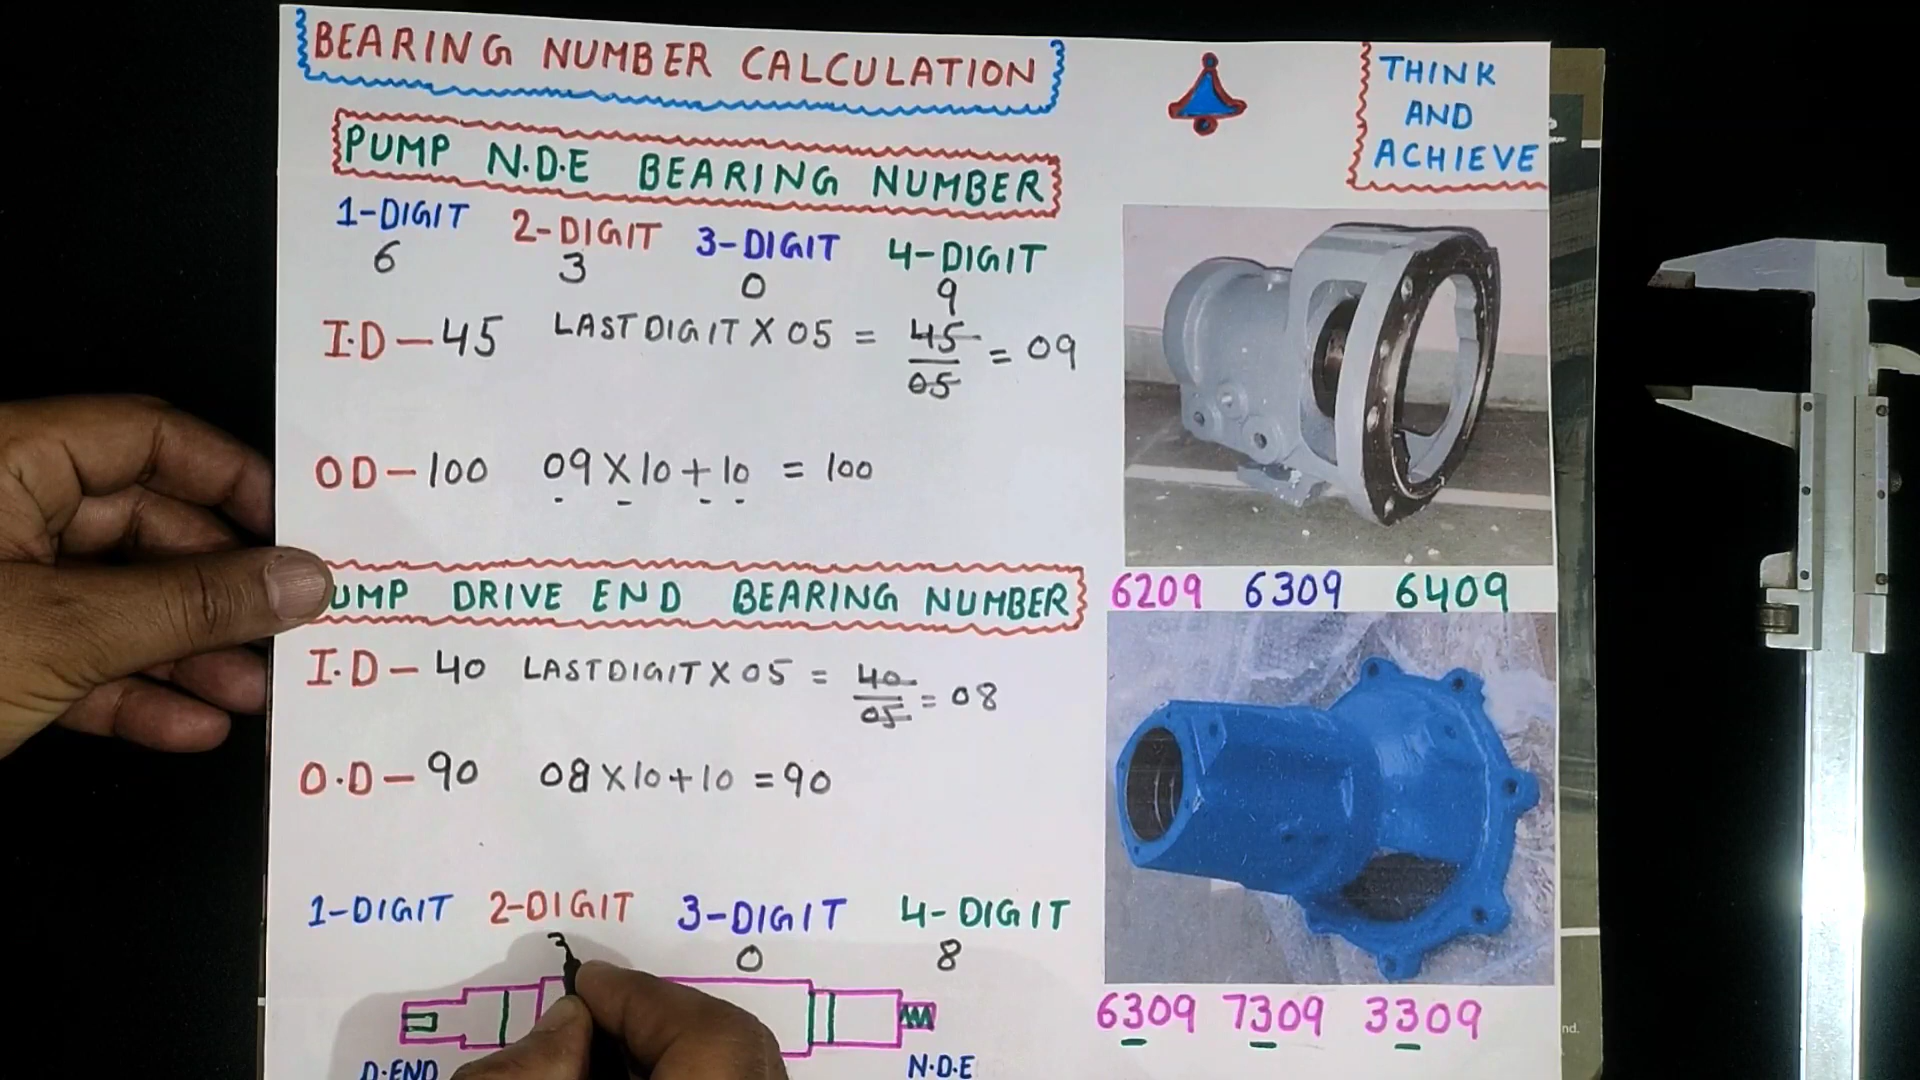 BEARING NUMBER CALCULATION
THINK
AND
ACHIEVE
PUMP N.D.E BEARING NUMBER
1-DIGIT 2-DIGIT 3-DIGIT 4-DIGIT
6 3 0 9
I.D - 45 LAST DIGIT X 05 = 45/05 = 09
OD - 100 09 X 10 + 10 = 100
UMP DRIVE END BEARING NUMBER
6209 6309 6409
I.D - 40 LAST DIGIT X 05 = 40/05 = 08
O.D - 90 08 X 10 + 10 = 90
1-DIGIT 2-DIGIT 3-DIGIT 4-DIGIT
3 0 8
6309 7309 3309
D.END N.D.E
nd.